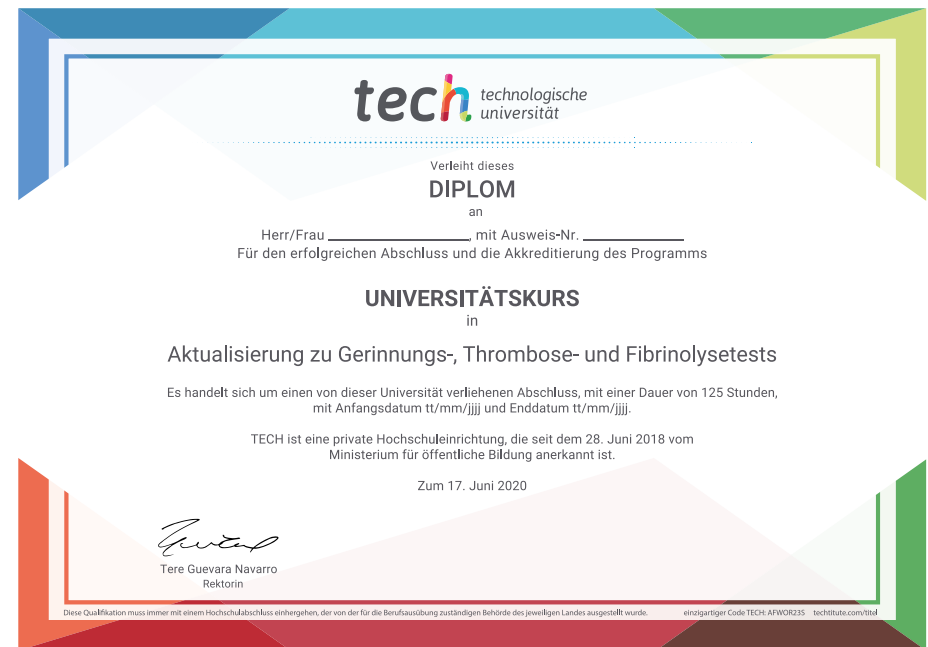 tech technologische
universität
Verleiht dieses
DIPLOM
an
Herr/Frau ____________________, mit Ausweis-Nr. ______________
Für den erfolgreichen Abschluss und die Akkreditierung des Programms
UNIVERSITÄTSKURS
in
Aktualisierung zu Gerinnungs-, Thrombose- und Fibrinolysetests
Es handelt sich um einen von dieser Universität verliehenen Abschluss, mit einer Dauer von 125 Stunden,
mit Anfangsdatum tt/mm/jjjj und Enddatum tt/mm/jjjj.
TECH ist eine private Hochschuleinrichtung, die seit dem 28. Juni 2018 vom
Ministerium für öffentliche Bildung anerkannt ist.
Zum 17. Juni 2020
Tere Guevara Navarro
Rektorin
Diese Qualifikation muss immer mit einem Hochschulabschluss einhergehen, der von der für die Berufsausübung zuständigen Behörde des jeweiligen Landes ausgestellt wurde. einzigartiger Code TECH: AFWOR23S techtitute.com/titel